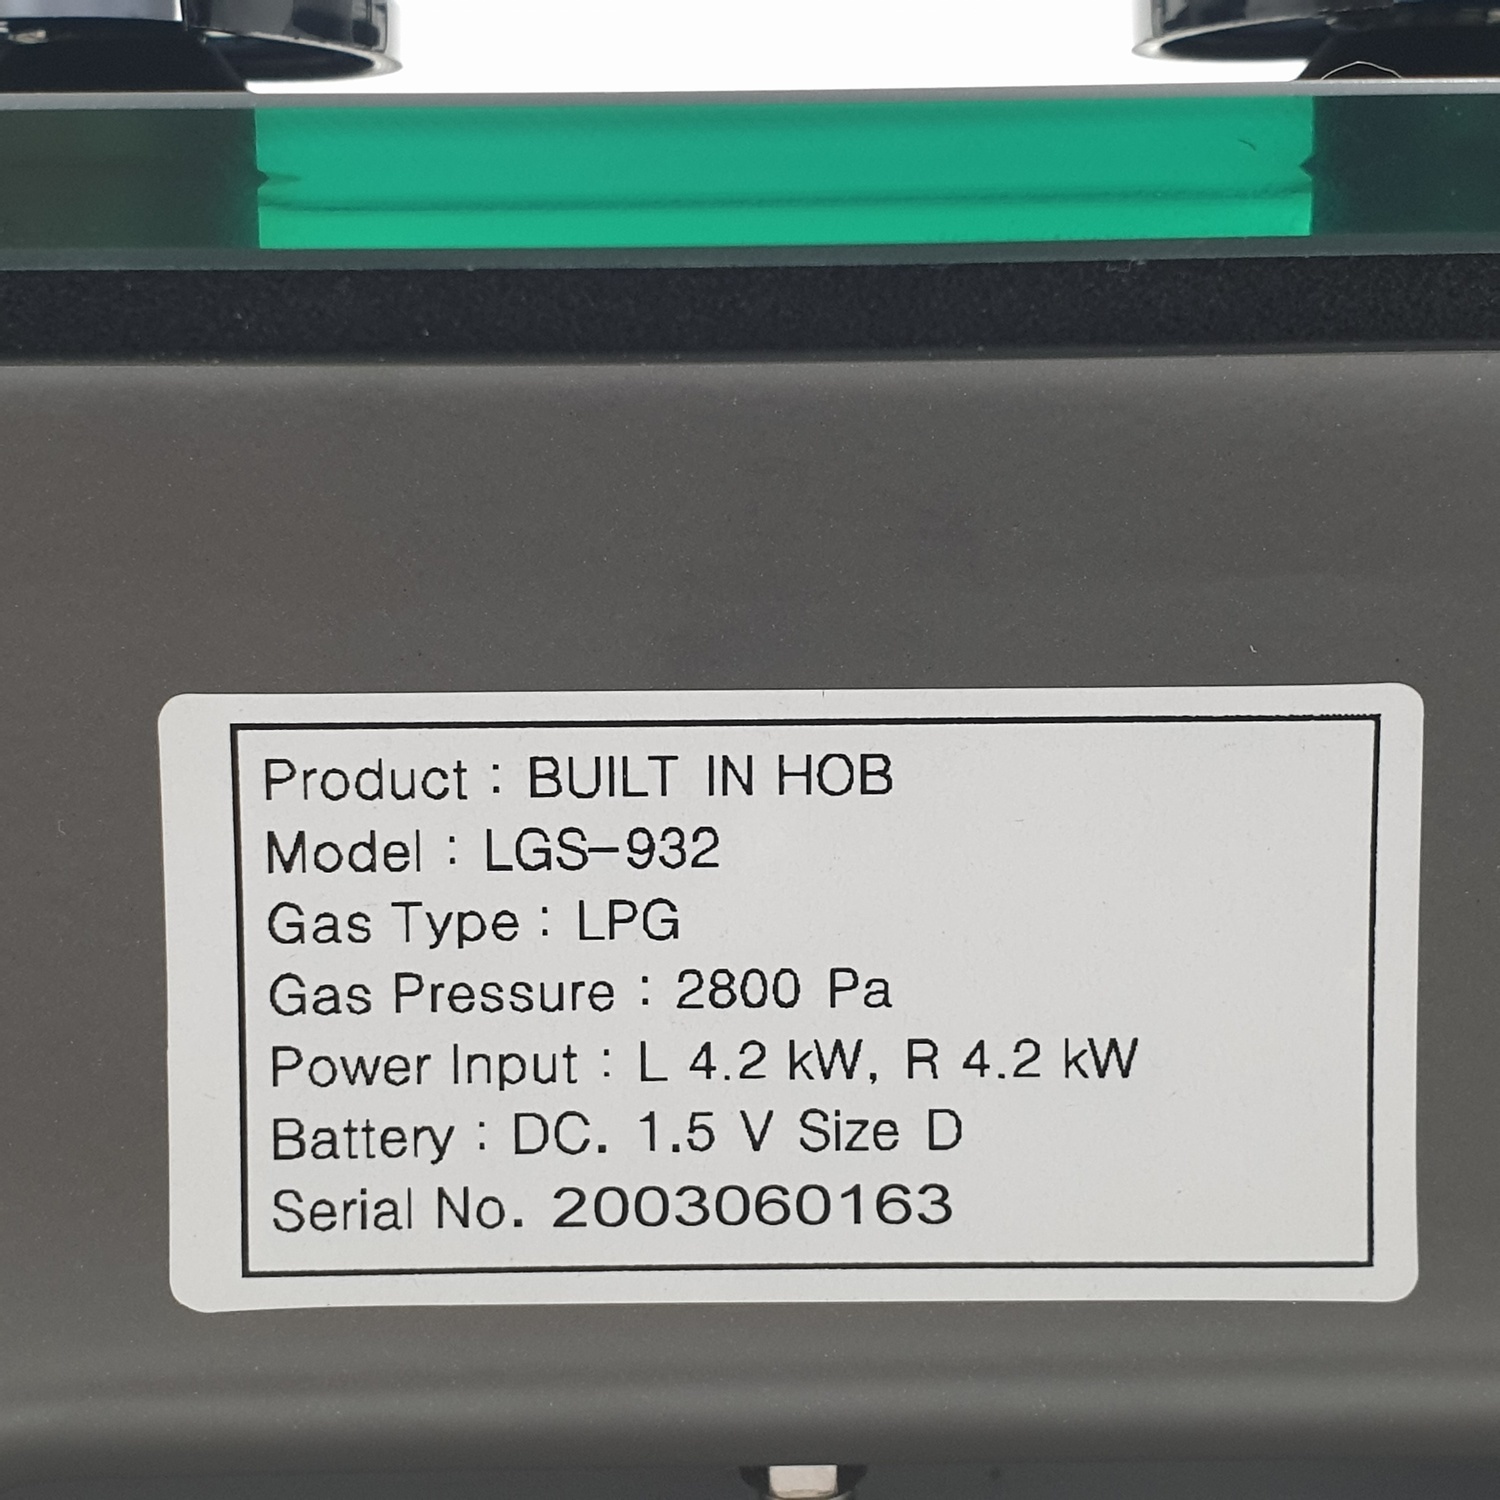 Product : BUILT IN HOB
Model : LGS-932
Gas Type : LPG
Gas Pressure : 2800 Pa
Power Input : L 4.2 kW, R 4.2 kW
Battery : DC. 1.5 V Size D
Serial No. 2003060163